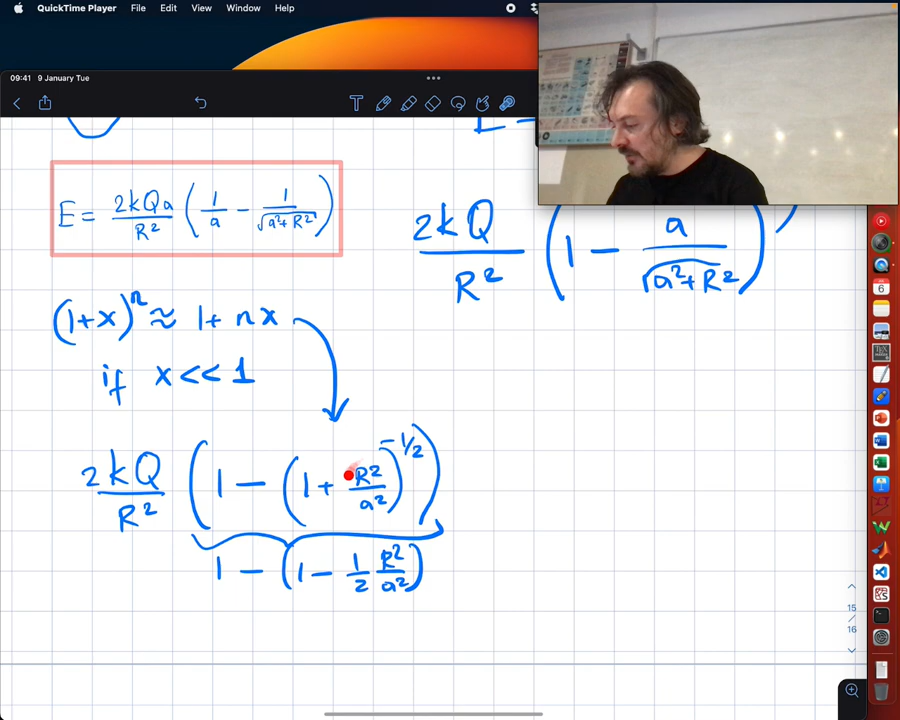 QuickTime Player File Edit View Window Help
09:41 9 January Tue
E = 2kQa/R² (1/a − 1/√(a²+R²))
2kQ/R² (1 − a/√(a²+R²))
(1+x)ⁿ ≈ 1 + nx
if x << 1
2kQ/R² (1 − (1 + R²/a²)^(−1/2))
1 − (1 − 1/2 R²/a²)
15
/
16